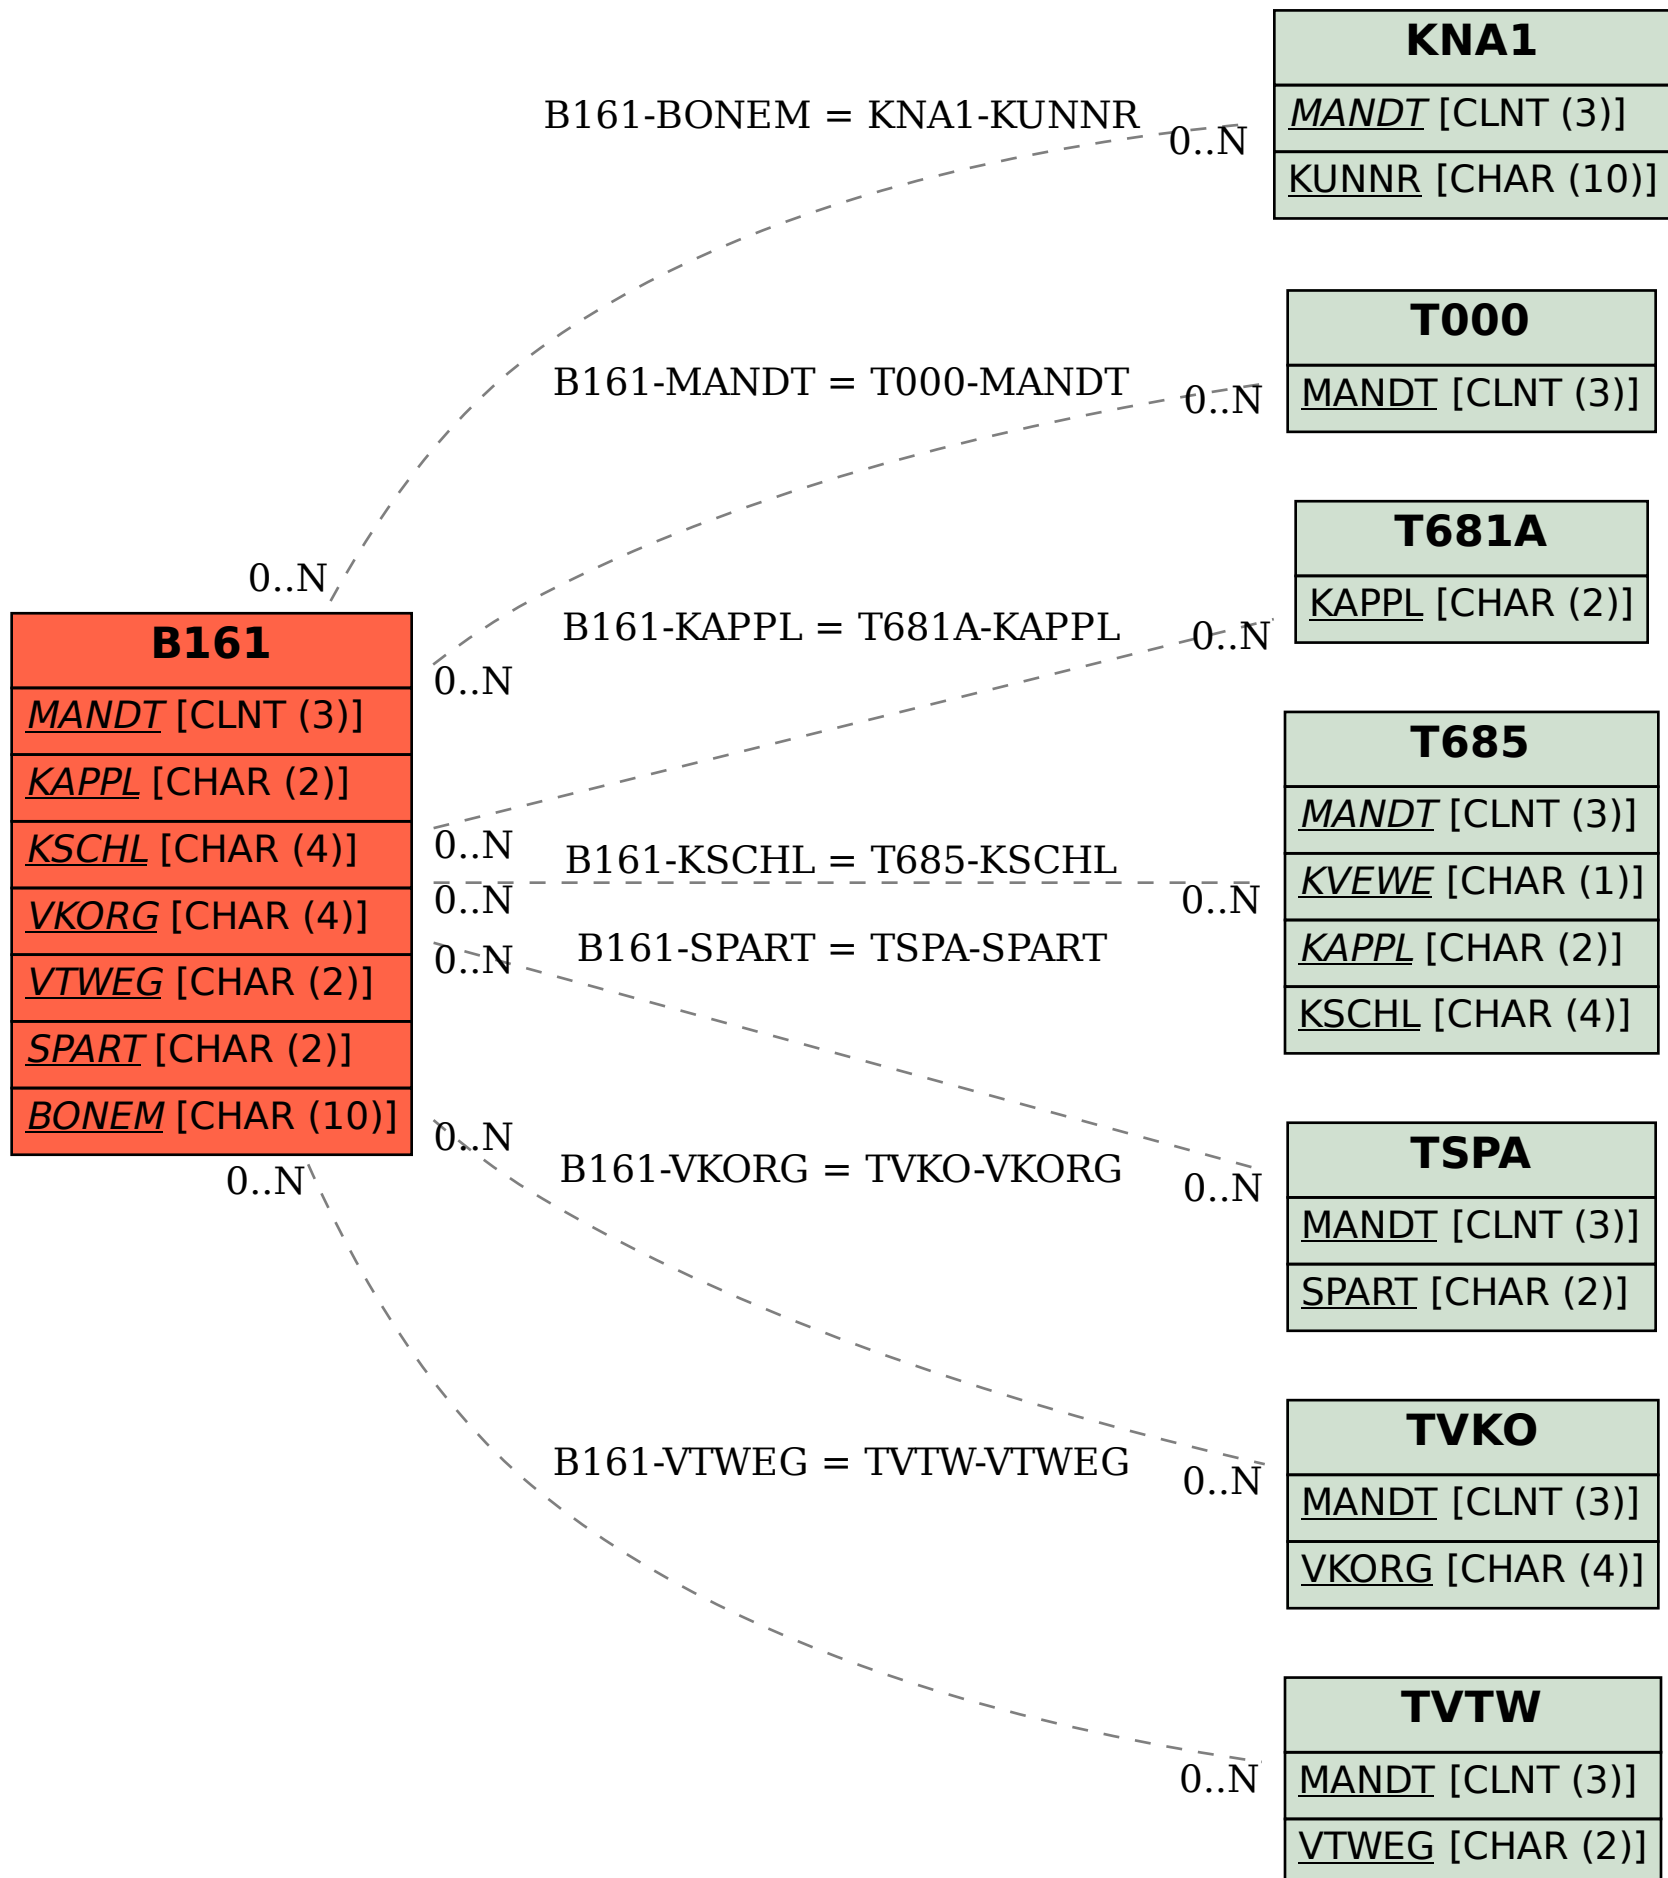 KNA1
MANDT [CLNT (3)]
KUNNR [CHAR (10)]
B161-BONEM = KNA1-KUNNR
0..N
0..N
T000
MANDT [CLNT (3)]
B161-MANDT = T000-MANDT
0..N
0..N
T681A
KAPPL [CHAR (2)]
B161-KAPPL = T681A-KAPPL
0..N
0..N
B161
MANDT [CLNT (3)]
KAPPL [CHAR (2)]
KSCHL [CHAR (4)]
VKORG [CHAR (4)]
VTWEG [CHAR (2)]
SPART [CHAR (2)]
BONEM [CHAR (10)]
T685
MANDT [CLNT (3)]
KVEWE [CHAR (1)]
KAPPL [CHAR (2)]
KSCHL [CHAR (4)]
B161-KSCHL = T685-KSCHL
0..N
0..N
B161-SPART = TSPA-SPART
0..N
0..N
TSPA
MANDT [CLNT (3)]
SPART [CHAR (2)]
B161-VKORG = TVKO-VKORG
0..N
0..N
TVKO
MANDT [CLNT (3)]
VKORG [CHAR (4)]
B161-VTWEG = TVTW-VTWEG
0..N
0..N
TVTW
MANDT [CLNT (3)]
VTWEG [CHAR (2)]